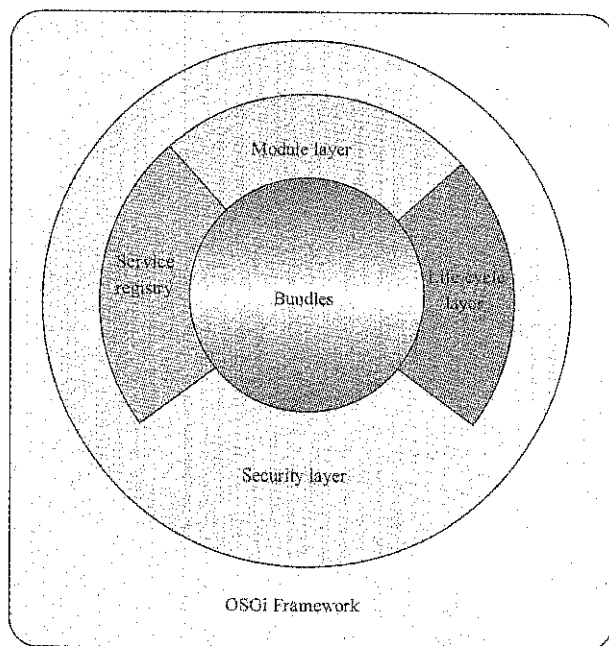 Module layer
Service
registry
Bundles
Life cycle
layer
Security layer
OSGi Framework